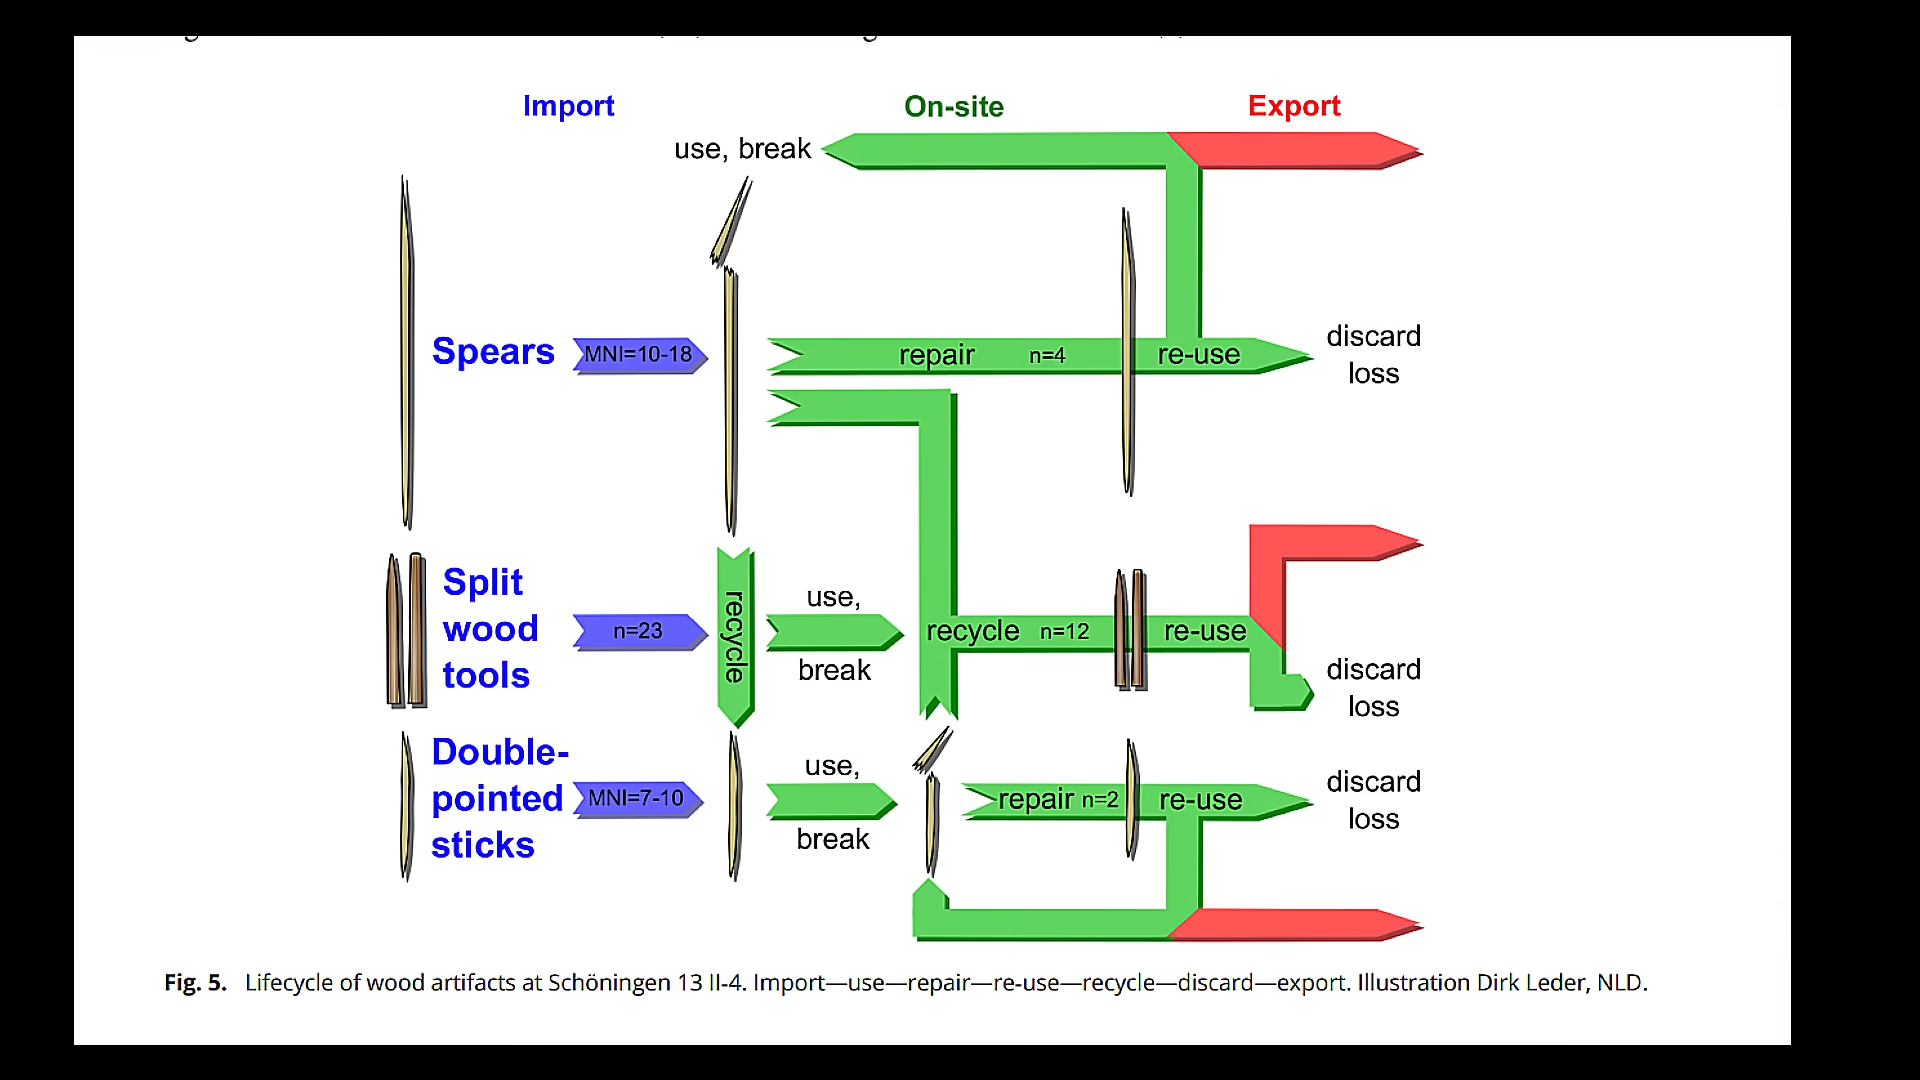 Import
On-site
Export
use, break
Spears
MNI=10-18
repair
n=4
re-use
discard
loss
Split
wood
tools
n=23
recycle
use,
break
recycle
n=12
re-use
discard
loss
Double-
pointed
sticks
MNI=7-10
use,
break
repair n=2
re-use
discard
loss
Fig. 5. Lifecycle of wood artifacts at Schöningen 13 II-4. Import—use—repair—re-use—recycle—discard—export. Illustration Dirk Leder, NLD.